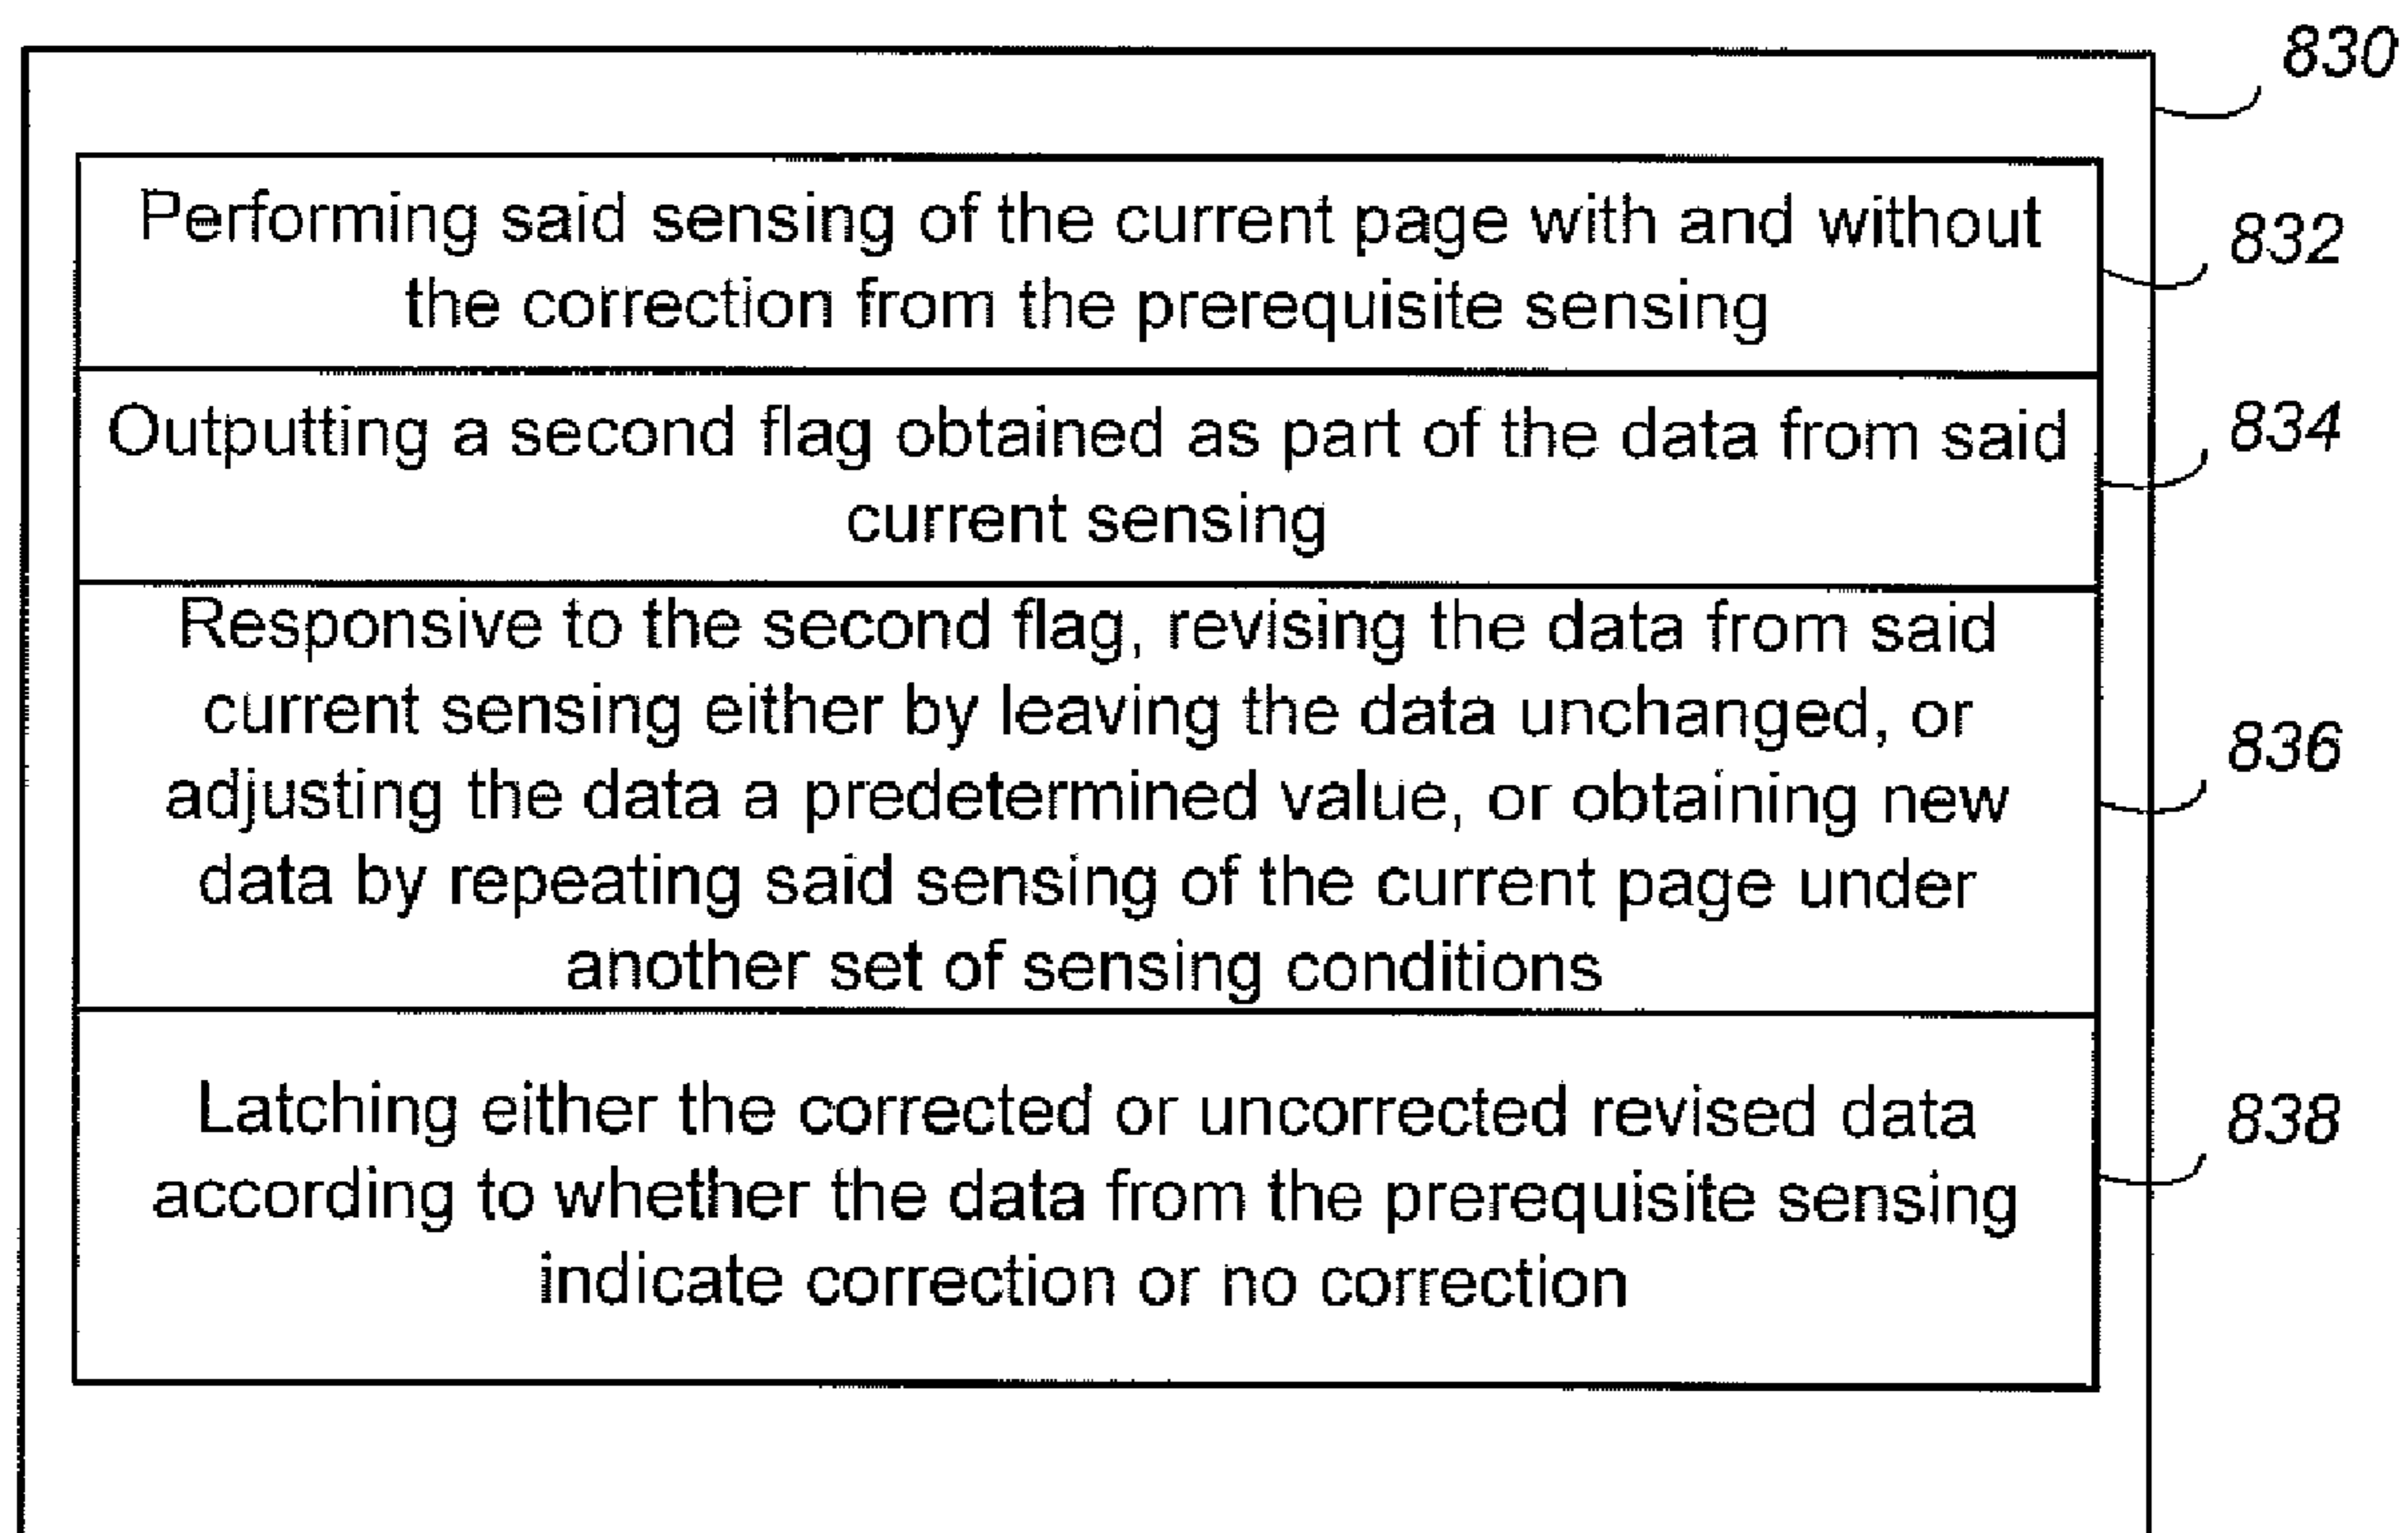 830
Performing said sensing of the current page with and without
the correction from the prerequisite sensing
832
Outputting a second flag obtained as part of the data from said
current sensing
834
Responsive to the second flag, revising the data from said
current sensing either by leaving the data unchanged, or
adjusting the data a predetermined value, or obtaining new
data by repeating said sensing of the current page under
another set of sensing conditions
836
Latching either the corrected or uncorrected revised data
according to whether the data from the prerequisite sensing
indicate correction or no correction
838